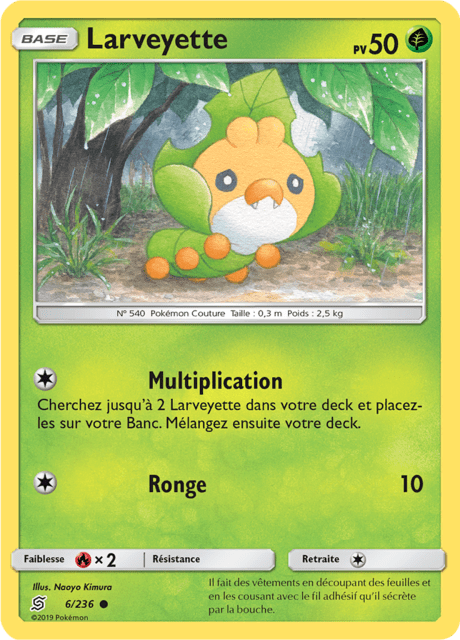 BASE Larveyette PV 50
N° 540 Pokémon Couture Taille : 0,3 m Poids : 2,5 kg
Multiplication
Cherchez jusqu'à 2 Larveyette dans votre deck et placez-
les sur votre Banc. Mélangez ensuite votre deck.
Ronge 10
Faiblesse × 2 Résistance Retraite
Illus. Naoyo Kimura
6/236
©2019 Pokémon
Il fait des vêtements en découpant des feuilles et
en les cousant avec le fil adhésif qu'il sécrète
par la bouche.